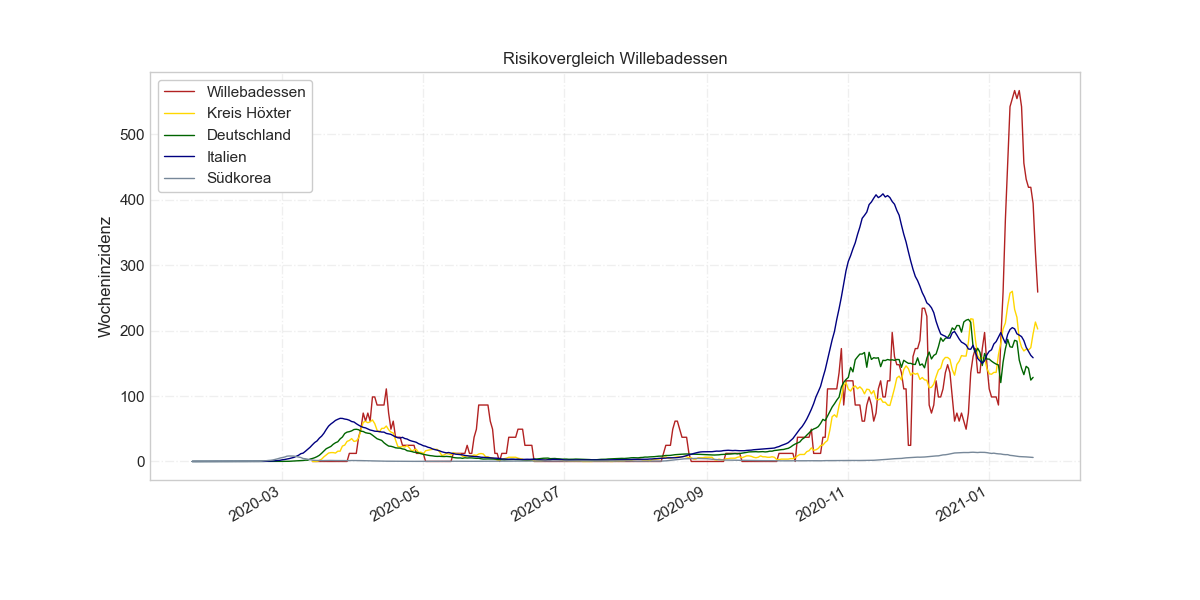 Risikovergleich Willebadessen
Willebadessen
Kreis Höxter
Deutschland
Italien
Südkorea
Wocheninzidenz
500
400
300
200
100
0
2020-03
2020-05
2020-07
2020-09
2020-11
2021-01